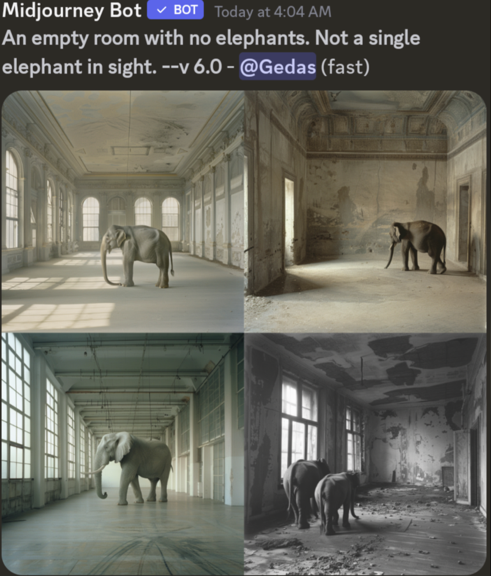 Midjourney Bot ✓ BOT Today at 4:04 AM
An empty room with no elephants. Not a single
elephant in sight. --v 6.0 - @Gedas (fast)